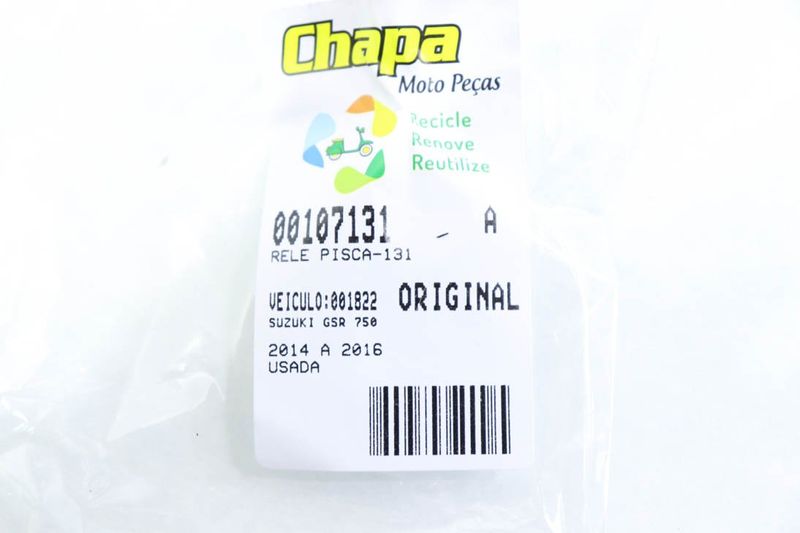 Chapa
Moto Peças
Recicle
Renove
Reutilize
00107131 A
RELE PISCA-131
VEICULO:001822 ORIGINAL
SUZUKI GSR 750
2014 A 2016
USADA